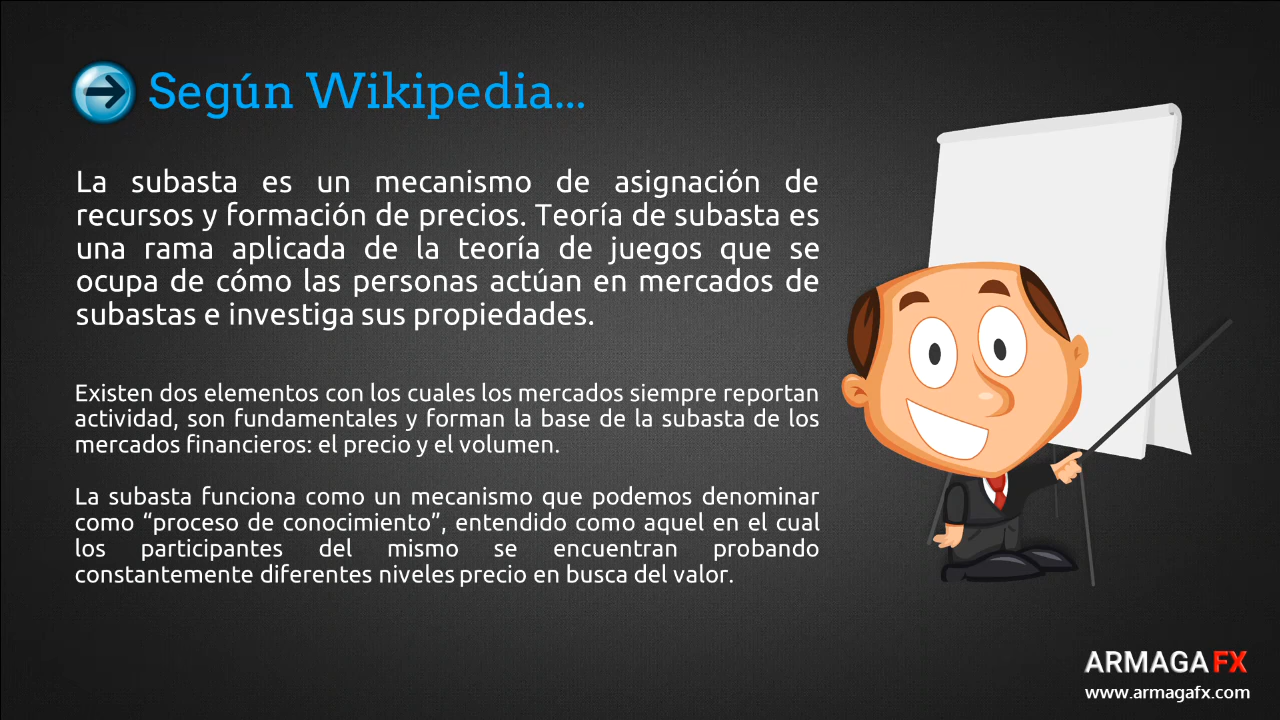 Según Wikipedia...
La subasta es un mecanismo de asignación de
recursos y formación de precios. Teoría de subasta es
una rama aplicada de la teoría de juegos que se
ocupa de cómo las personas actúan en mercados de
subastas e investiga sus propiedades.
Existen dos elementos con los cuales los mercados siempre reportan
actividad, son fundamentales y forman la base de la subasta de los
mercados financieros: el precio y el volumen.
La subasta funciona como un mecanismo que podemos denominar
como “proceso de conocimiento”, entendido como aquel en el cual
los participantes del mismo se encuentran probando
constantemente diferentes niveles precio en busca del valor.
ARMAGA FX
www.armagafx.com